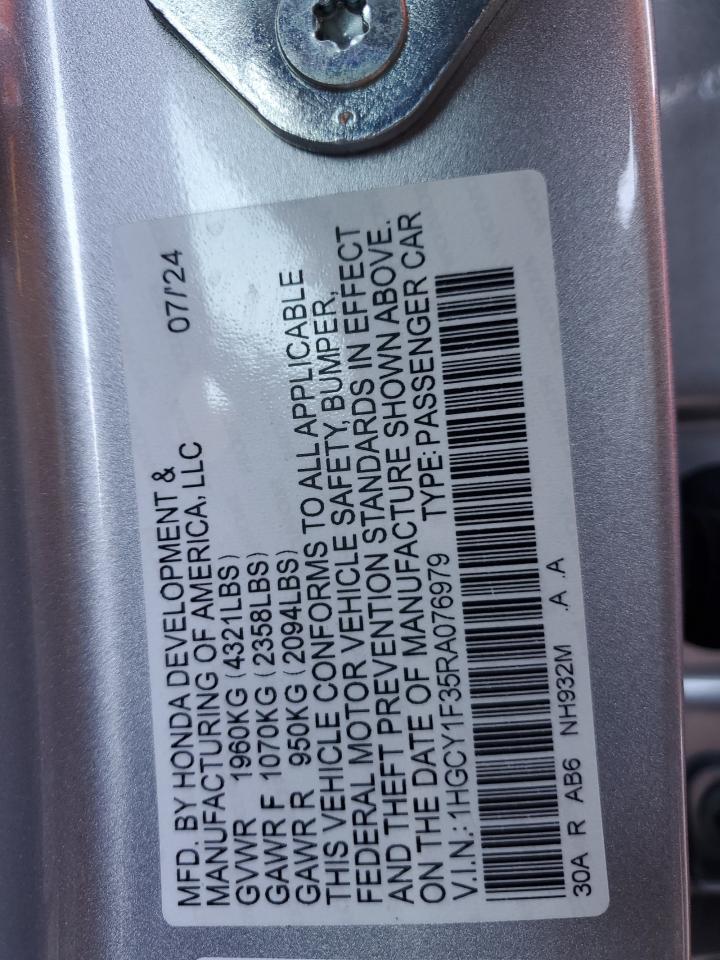 MFD. BY HONDA DEVELOPMENT & 07/'24
MANUFACTURING OF AMERICA, LLC
GVWR 1960KG (4321LBS)
GAWR F 1070KG (2358LBS)
GAWR R 950KG (2094LBS)
THIS VEHICLE CONFORMS TO ALL APPLICABLE
FEDERAL MOTOR VEHICLE SAFETY, BUMPER,
AND THEFT PREVENTION STANDARDS IN EFFECT
ON THE DATE OF MANUFACTURE SHOWN ABOVE.
V.I.N.:1HGCY1F35RA076979 TYPE:PASSENGER CAR
30A R AB6 NH932M .A .A